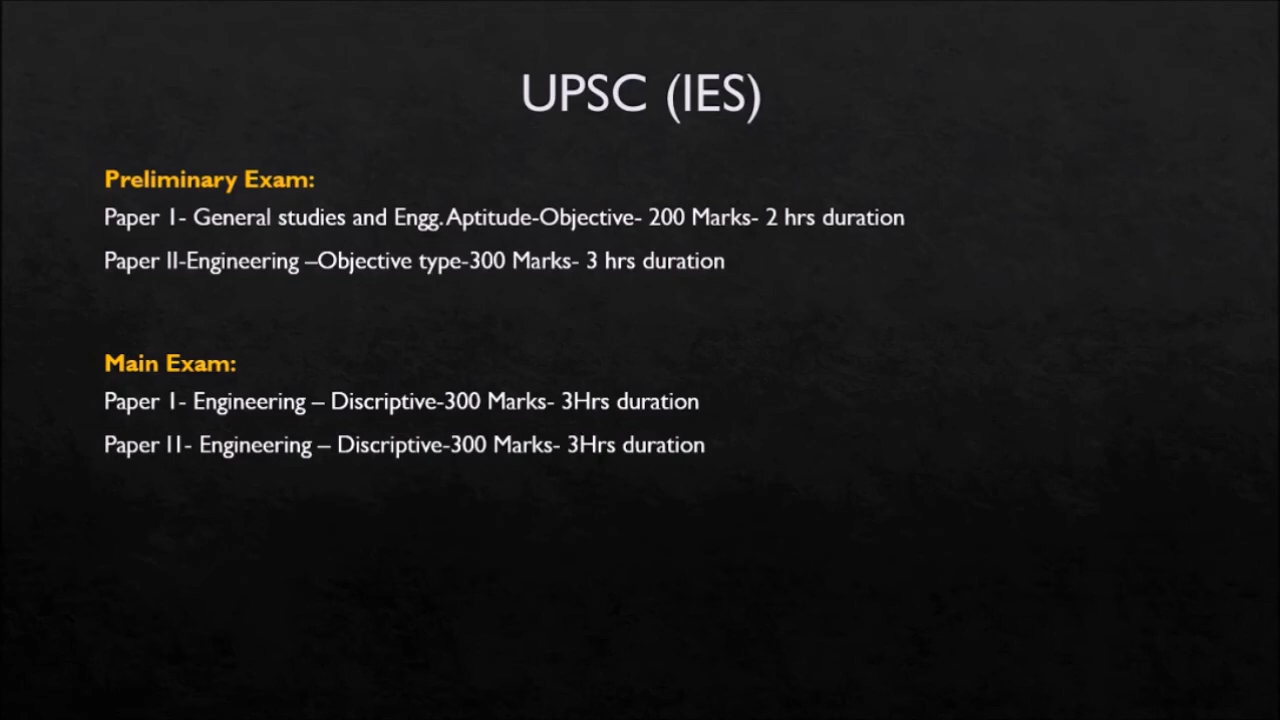 UPSC (IES)
Preliminary Exam:
Paper 1- General studies and Engg.Aptitude-Objective- 200 Marks- 2 hrs duration
Paper II-Engineering –Objective type-300 Marks- 3 hrs duration
Main Exam:
Paper 1- Engineering – Discriptive-300 Marks- 3Hrs duration
Paper II- Engineering – Discriptive-300 Marks- 3Hrs duration